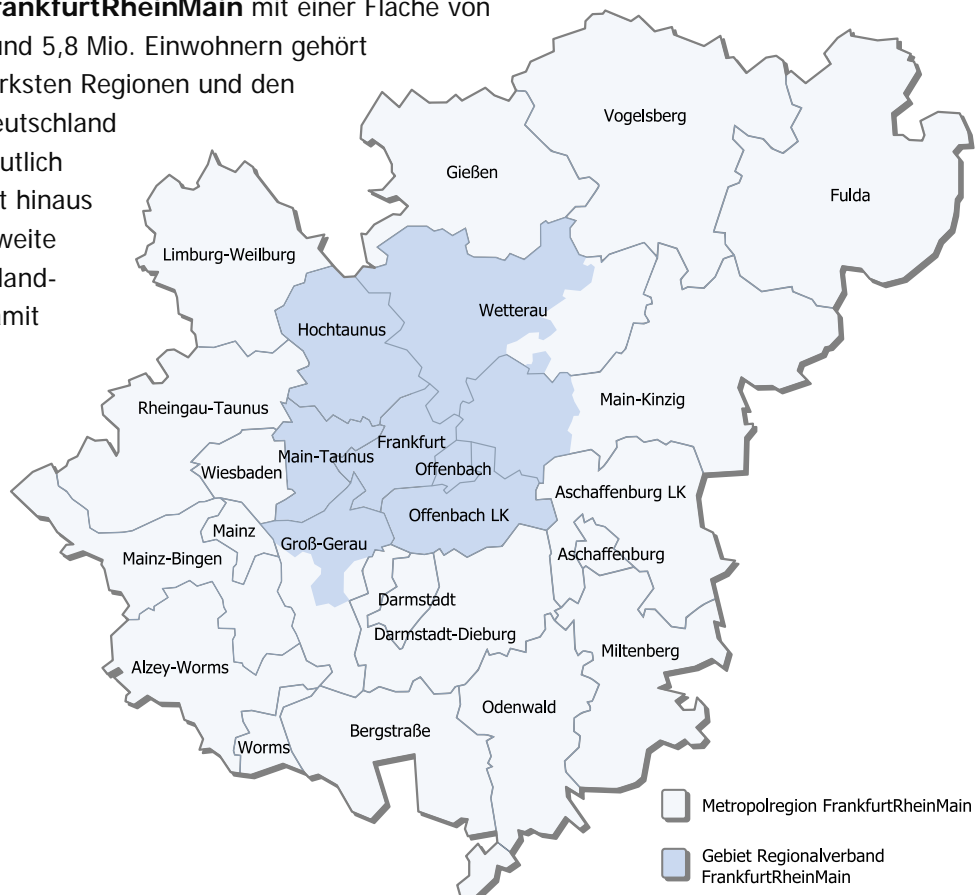 rankfurtRheinMain mit einer Fläche von
und 5,8 Mio. Einwohnern gehört
rksten Regionen und den
eutschland
utlich
t hinaus
weite
land-
mit
Vogelsberg
Gießen
Fulda
Limburg-Weilburg
Wetterau
Hochtaunus
Main-Kinzig
Rheingau-Taunus
Frankfurt
Main-Taunus
Offenbach
Wiesbaden
Aschaffenburg LK
Offenbach LK
Mainz
Groß-Gerau
Mainz-Bingen
Aschaffenburg
Darmstadt
Darmstadt-Dieburg
Miltenberg
Alzey-Worms
Odenwald
Bergstraße
Worms
Metropolregion FrankfurtRheinMain
Gebiet Regionalverband
FrankfurtRheinMain